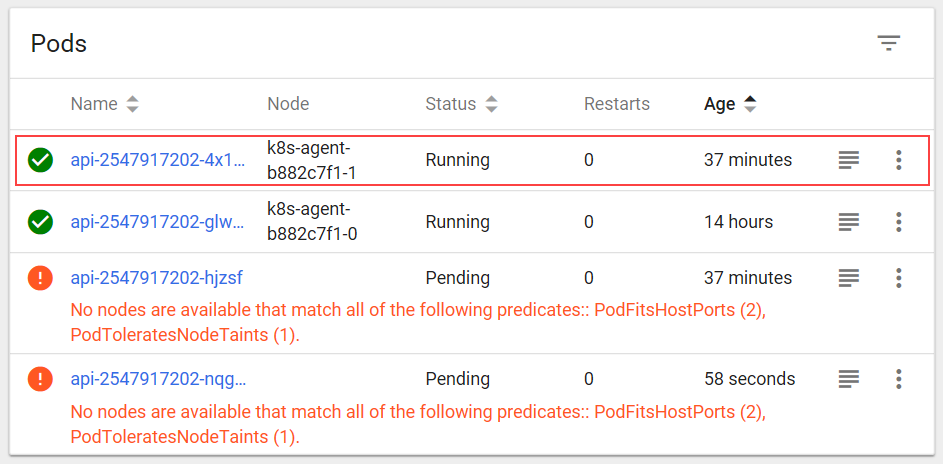 Pods
Name Node Status Restarts Age
api-2547917202-4x1... k8s-agent-b882c7f1-1 Running 0 37 minutes
api-2547917202-glw... k8s-agent-b882c7f1-0 Running 0 14 hours
api-2547917202-hjzsf Pending 0 37 minutes
No nodes are available that match all of the following predicates:: PodFitsHostPorts (2),
PodToleratesNodeTaints (1).
api-2547917202-nqg... Pending 0 58 seconds
No nodes are available that match all of the following predicates:: PodFitsHostPorts (2),
PodToleratesNodeTaints (1).